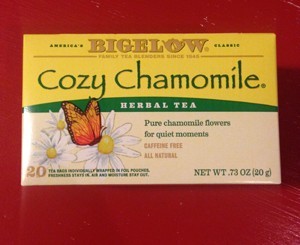 AMERICA'S BIGELOW® CLASSIC
FAMILY TEA BLENDERS SINCE 1945
Cozy Chamomile®
HERBAL TEA
Pure chamomile flowers
for quiet moments
CAFFEINE FREE
ALL NATURAL
20 TEA BAGS INDIVIDUALLY WRAPPED IN FOIL POUCHES.
FRESHNESS STAYS IN, AIR AND MOISTURE STAY OUT.
NET WT .73 OZ (20 g)